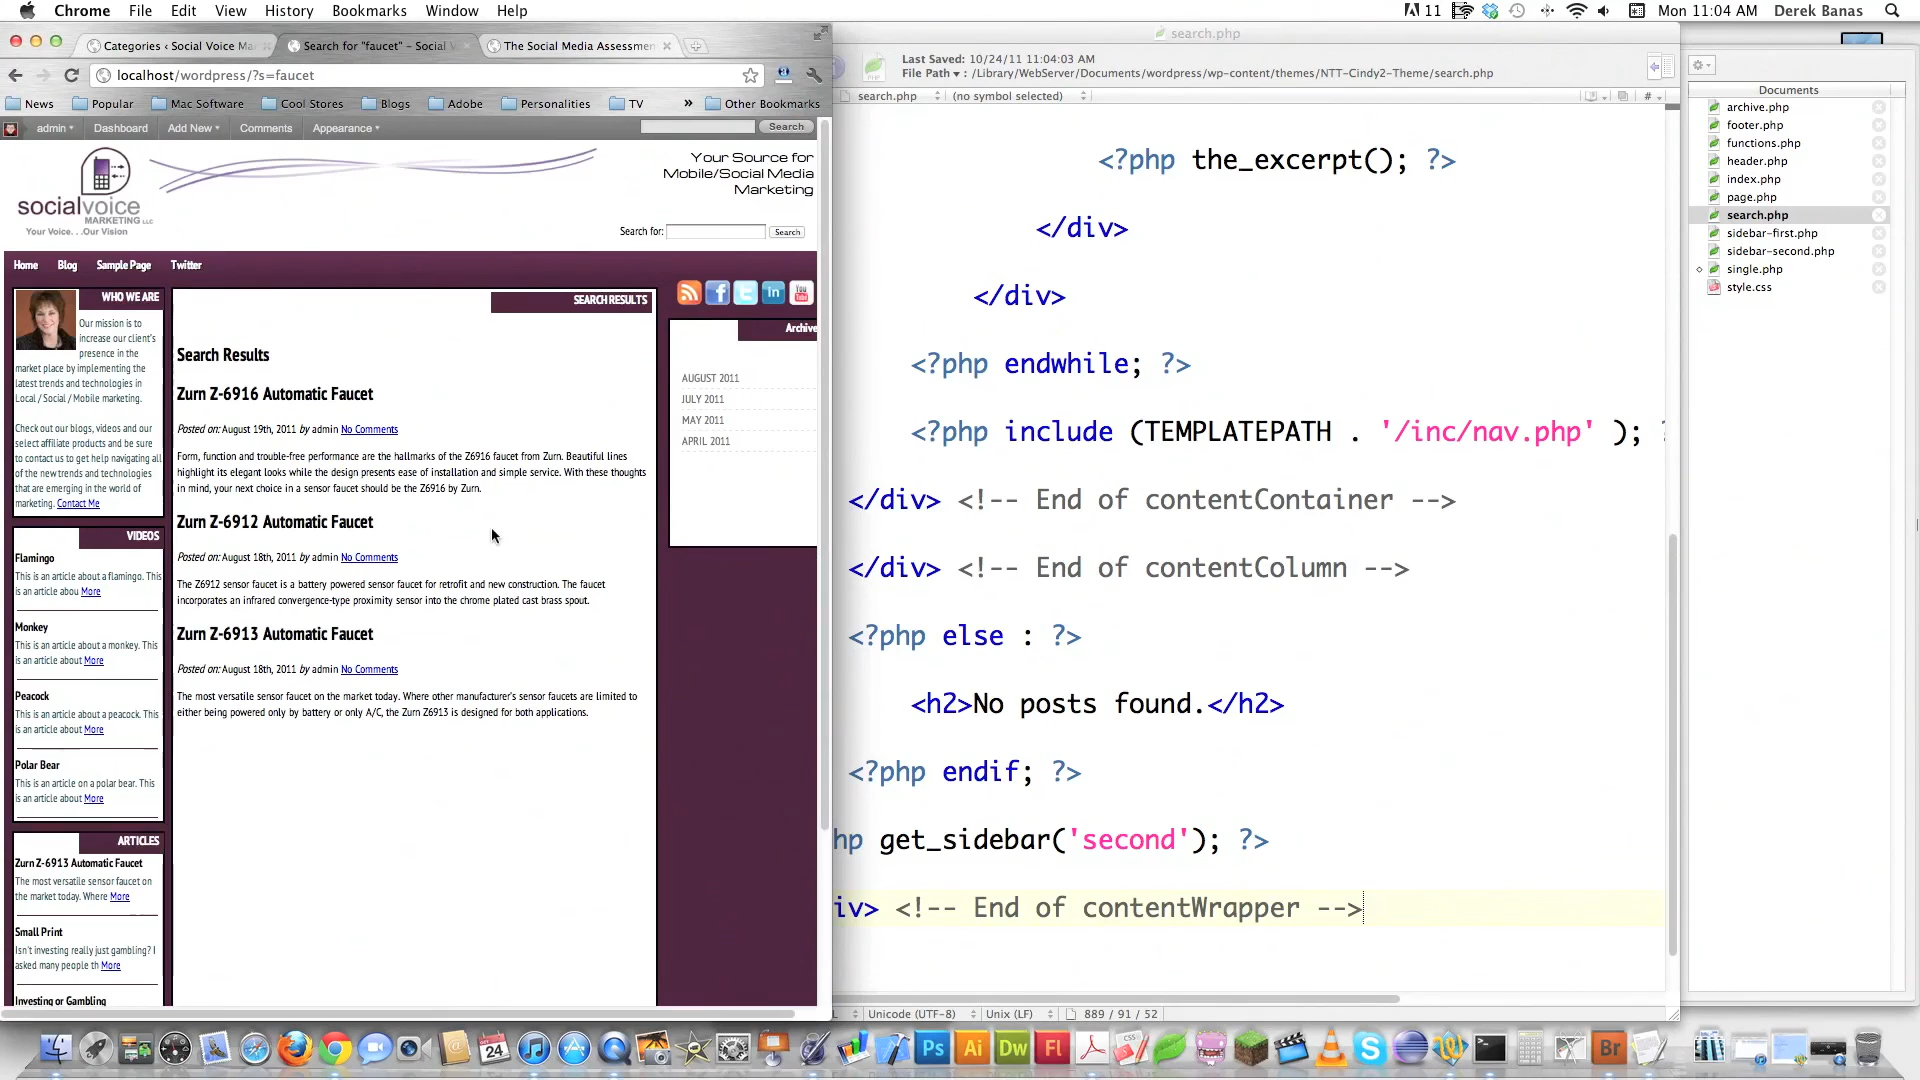 Chrome File Edit View History Bookmarks Window Help
11
Mon 11:04 AM Derek Banas
Categories ‹ Social Voice Mar
Search for "faucet" – Social V
The Social Media Assessmen
localhost/wordpress/?s=faucet
News Popular Mac Software Cool Stores Blogs Adobe Personalities TV » Other Bookmarks
admin Dashboard Add New Comments Appearance Search
socialvoice
MARKETING LLC
Your Voice. . .Our Vision
Your Source for
Mobile/Social Media
Marketing
Search for: Search
Home Blog Sample Page Twitter
WHO WE ARE
Our mission is to
increase our client's
presence in the
market place by implementing the
latest trends and technologies in
Local / Social / Mobile marketing.
Check out our blogs, videos and our
select affiliate products and be sure
to contact us to get help navigating all
of the new trends and technologies
that are emerging in the world of
marketing. Contact Me
VIDEOS
Flamingo
This is an article about a flamingo. This
is an article abou More
Monkey
This is an article about a monkey. This
is an article about More
Peacock
This is an article about a peacock. This
is an article about More
Polar Bear
This is an article on a polar bear. This
is an article about More
ARTICLES
Zurn Z-6913 Automatic Faucet
The most versatile sensor faucet on
the market today. Where More
Small Print
Isn't investing really just gambling? I
asked many people th More
Investing or Gambling
SEARCH RESULTS
Search Results
Zurn Z-6916 Automatic Faucet
Posted on: August 19th, 2011 by admin No Comments
Form, function and trouble-free performance are the hallmarks of the Z6916 faucet from Zurn. Beautiful lines
highlight its elegant looks while the design presents ease of installation and simple service. With these thoughts
in mind, your next choice in a sensor faucet should be the Z6916 by Zurn.
Zurn Z-6912 Automatic Faucet
Posted on: August 18th, 2011 by admin No Comments
The Z6912 sensor faucet is a battery powered sensor faucet for retrofit and new construction. The faucet
incorporates an infrared convergence-type proximity sensor into the chrome plated cast brass spout.
Zurn Z-6913 Automatic Faucet
Posted on: August 18th, 2011 by admin No Comments
The most versatile sensor faucet on the market today. Where other manufacturer's sensor faucets are limited to
either being powered only by battery or only A/C, the Zurn Z6913 is designed for both applications.
in
You
Tube
Archive
AUGUST 2011
JULY 2011
MAY 2011
APRIL 2011
search.php
Last Saved: 10/24/11 11:04:03 AM
File Path ▾ : /Library/WebServer/Documents/wordpress/wp-content/themes/NTT-Cindy2-Theme/search.php
search.php (no symbol selected) #
<?php the_excerpt(); ?>
</div>
</div>
<?php endwhile; ?>
<?php include (TEMPLATEPATH . '/inc/nav.php' ); ?
</div> <!-- End of contentContainer -->
</div> <!-- End of contentColumn -->
<?php else : ?>
<h2>No posts found.</h2>
<?php endif; ?>
hp get_sidebar('second'); ?>
iv> <!-- End of contentWrapper -->
L Unicode (UTF-8) Unix (LF) 889 / 91 / 52
Documents
archive.php
footer.php
functions.php
header.php
index.php
page.php
search.php
sidebar-first.php
sidebar-second.php
single.php
style.css
24 Ps Ai Dw Fl CSS S Br